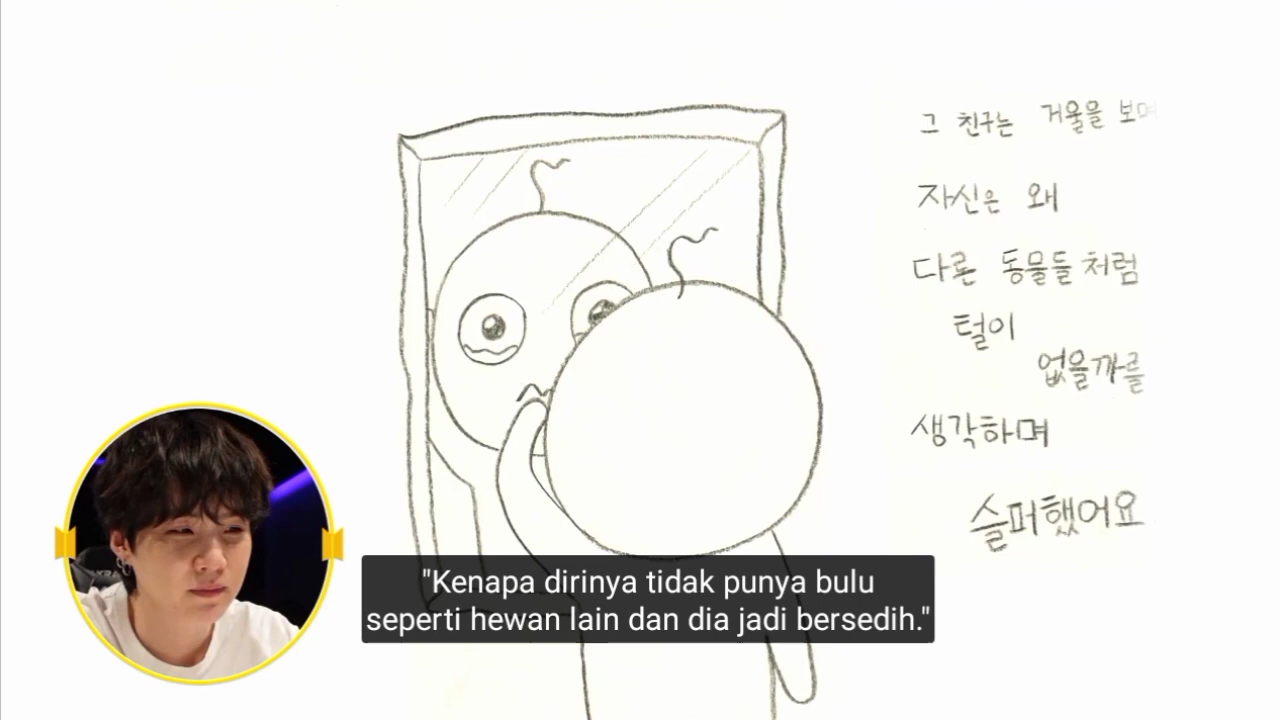 그 친구는 거울을 보며
자신은 왜
다른 동물들처럼
털이
없을까를
생각하며
슬퍼했어요
"Kenapa dirinya tidak punya bulu
seperti hewan lain dan dia jadi bersedih."